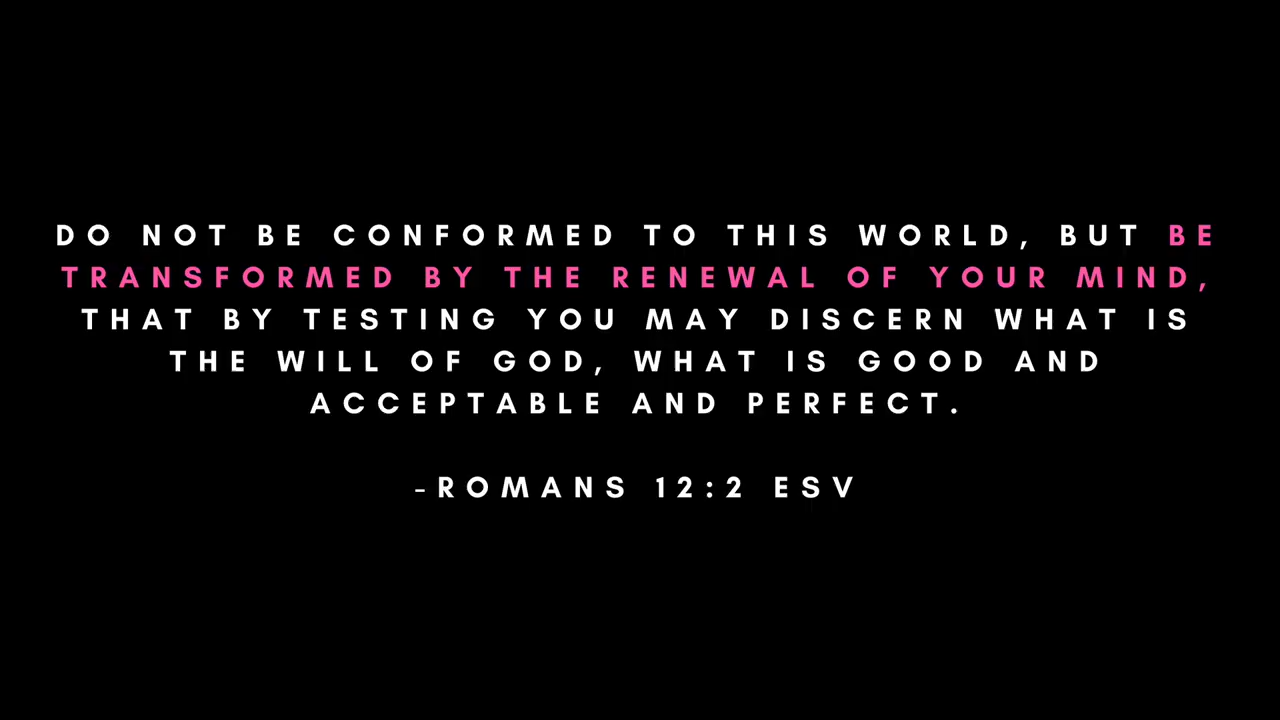 DO NOT BE CONFORMED TO THIS WORLD, BUT BE
TRANSFORMED BY THE RENEWAL OF YOUR MIND,
THAT BY TESTING YOU MAY DISCERN WHAT IS
THE WILL OF GOD, WHAT IS GOOD AND
ACCEPTABLE AND PERFECT.
-ROMANS 12:2 ESV